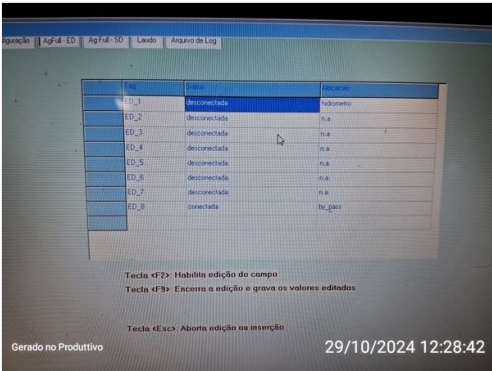 figuração AgFull - ED Ag Full - SD Laudo Arquivo de Log
Tag Status Alocacao
ED_1 desconectada hidrometro
ED_2 desconectada n.a
ED_3 desconectada n.a
ED_4 desconectada n.a
ED_5 desconectada n.a
ED_6 desconectada n.a
ED_7 desconectada n.a
ED_8 conectada by_pass
Tecla <F2>: Habilita edição do campo
Tecla <F9>: Encerra a edição e grava os valores editados
Tecla <Esc>: Aborta edição ou inserção
Gerado no Produttivo
29/10/2024 12:28:42